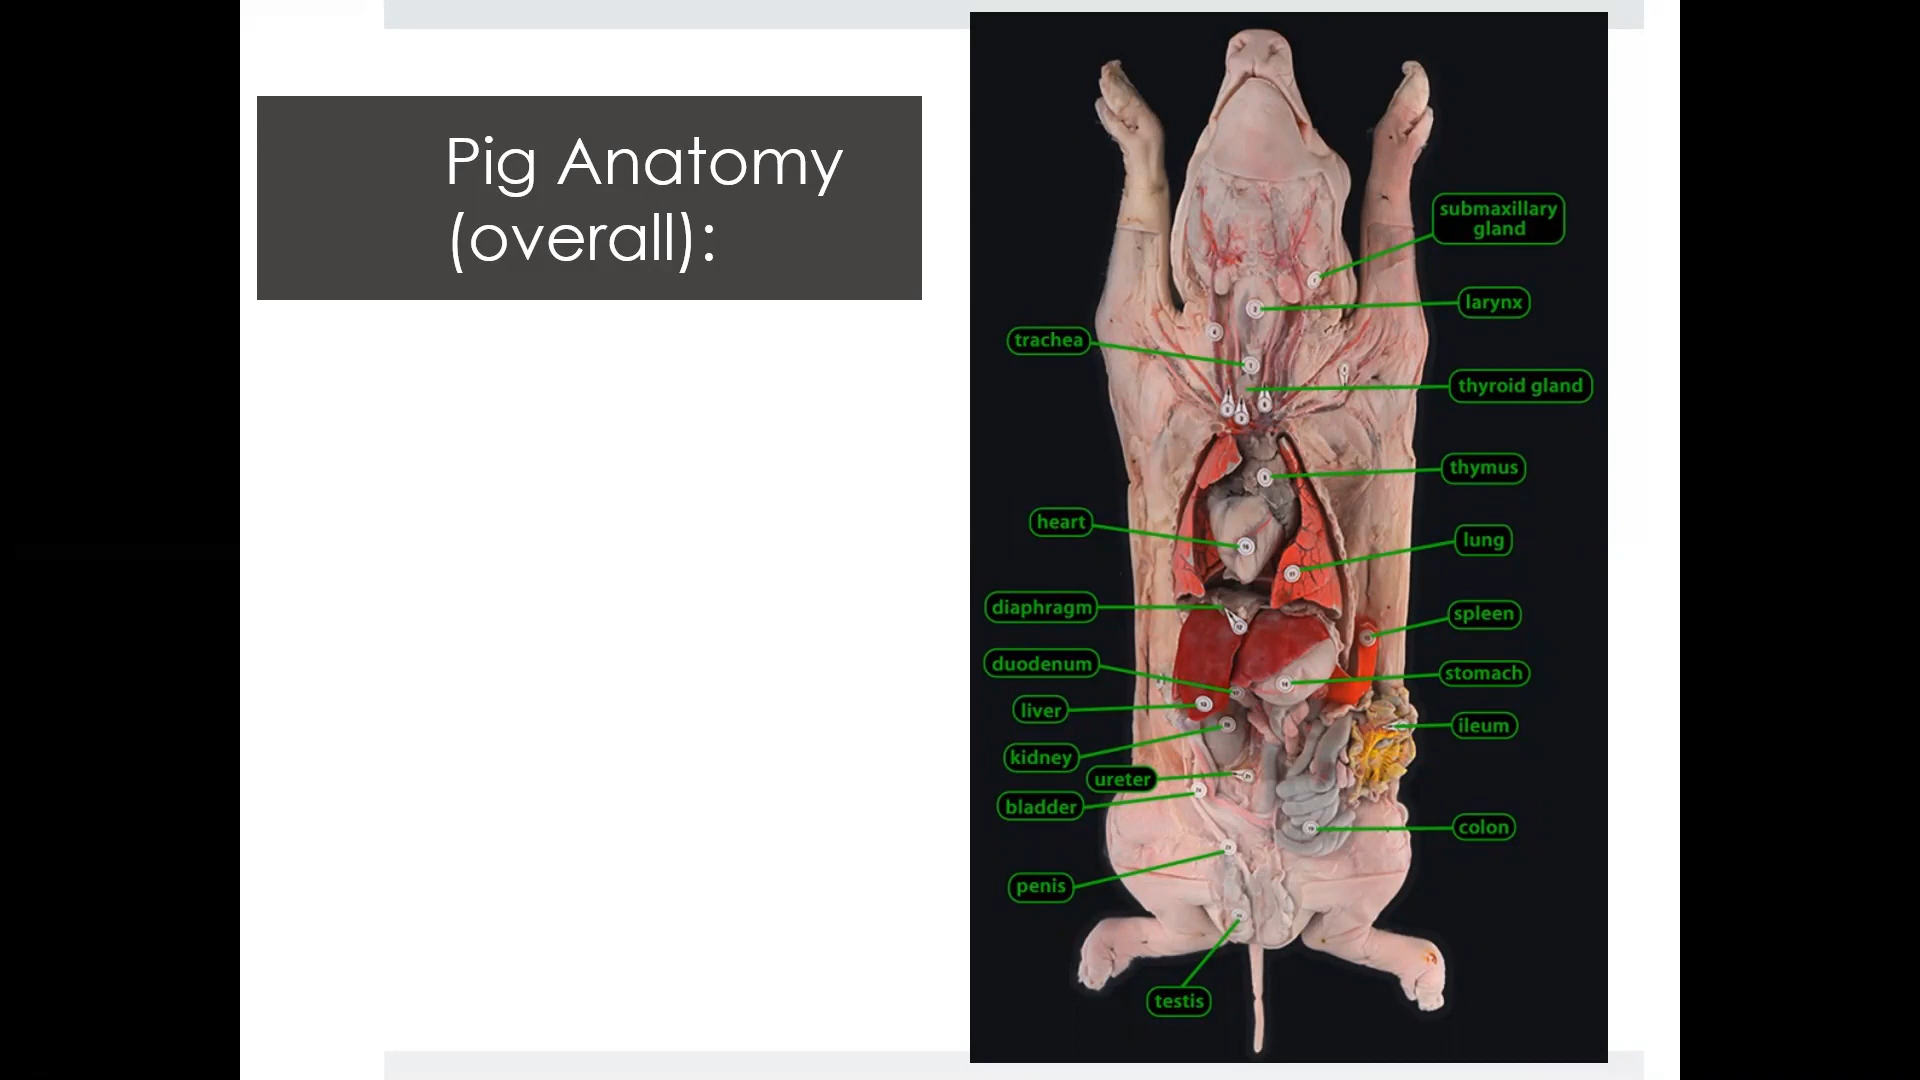 Pig Anatomy
(overall):
submaxillary
gland
larynx
trachea
thyroid gland
thymus
heart
lung
diaphragm
spleen
duodenum
stomach
liver
ileum
kidney
ureter
bladder
colon
penis
testis